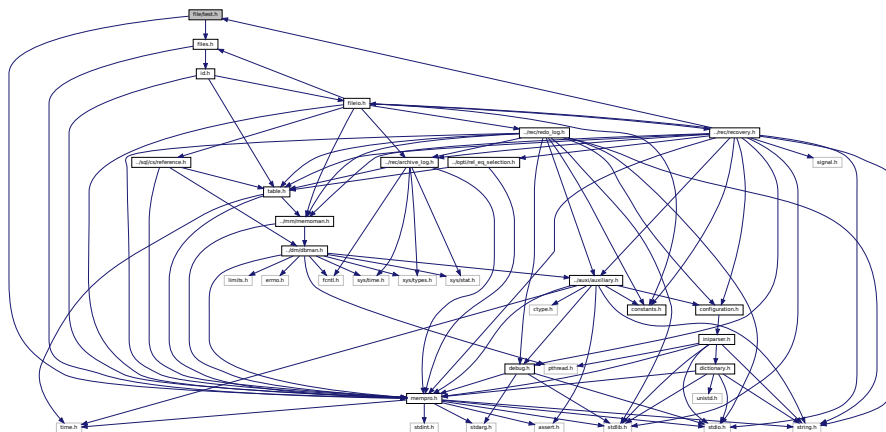 file/test.h
files.h
id.h
fileio.h
../rec/redo_log.h
../rec/recovery.h
../sql/cs/reference.h
../rec/archive_log.h
../opti/rel_eq_selection.h
signal.h
table.h
../mm/memoman.h
../dm/dbman.h
limits.h
errno.h
fcntl.h
sys/time.h
sys/types.h
sys/stat.h
../auxi/auxiliary.h
ctype.h
constants.h
configuration.h
iniparser.h
debug.h
pthread.h
dictionary.h
unistd.h
mempro.h
time.h
stdint.h
stdarg.h
assert.h
stdlib.h
stdio.h
string.h